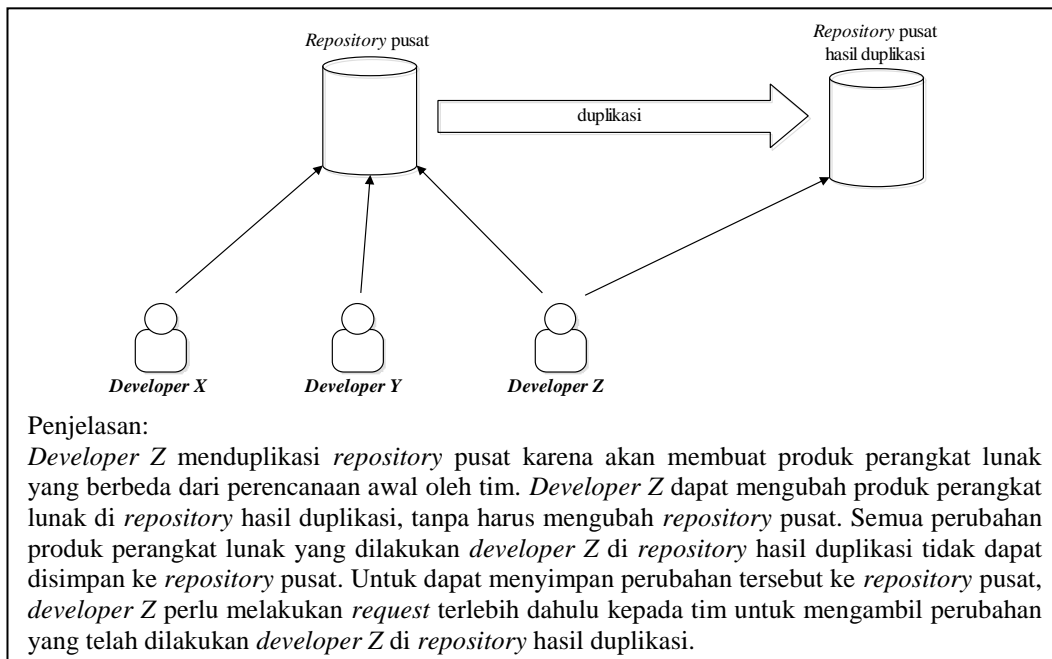 Repository pusat
Repository pusat
hasil duplikasi
duplikasi
Developer X
Developer Y
Developer Z
Penjelasan:
Developer Z menduplikasi repository pusat karena akan membuat produk perangkat lunak
yang berbeda dari perencanaan awal oleh tim. Developer Z dapat mengubah produk perangkat
lunak di repository hasil duplikasi, tanpa harus mengubah repository pusat. Semua perubahan
produk perangkat lunak yang dilakukan developer Z di repository hasil duplikasi tidak dapat
disimpan ke repository pusat. Untuk dapat menyimpan perubahan tersebut ke repository pusat,
developer Z perlu melakukan request terlebih dahulu kepada tim untuk mengambil perubahan
yang telah dilakukan developer Z di repository hasil duplikasi.